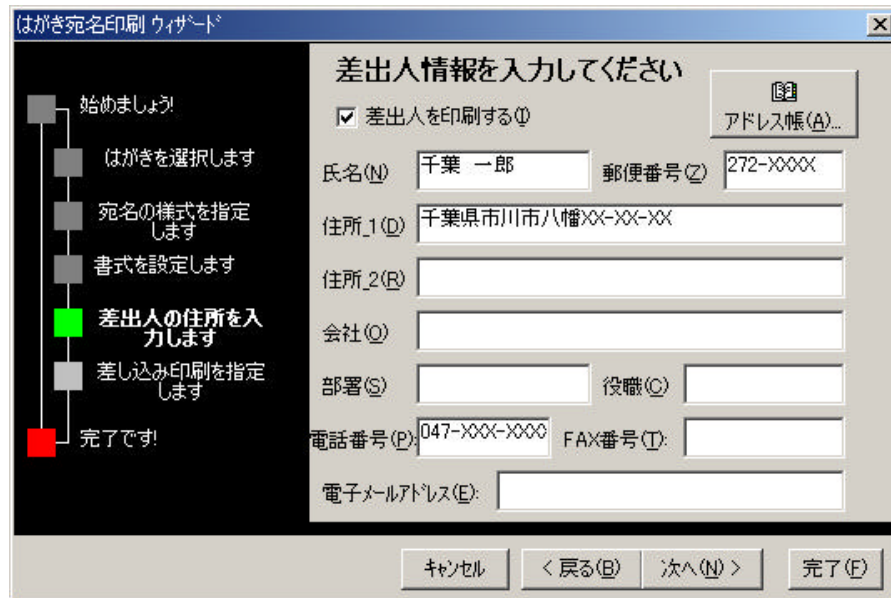 はがき宛名印刷 ウィザード
始めましょう!
はがきを選択します
宛名の様式を指定
します
書式を設定します
差出人の住所を入
力します
差し込み印刷を指定
します
完了です!
差出人情報を入力してください
差出人を印刷する(I)
アドレス帳(A)...
氏名(N)
千葉 一郎
郵便番号(Z)
272-XXXX
住所_1(D)
千葉県市川市八幡XX-XX-XX
住所_2(R)
会社(O)
部署(S)
役職(C)
電話番号(P):
047-XXX-XXXX
FAX番号(T):
電子メールアドレス(E):
キャンセル
< 戻る(B)
次へ(N) >
完了(F)